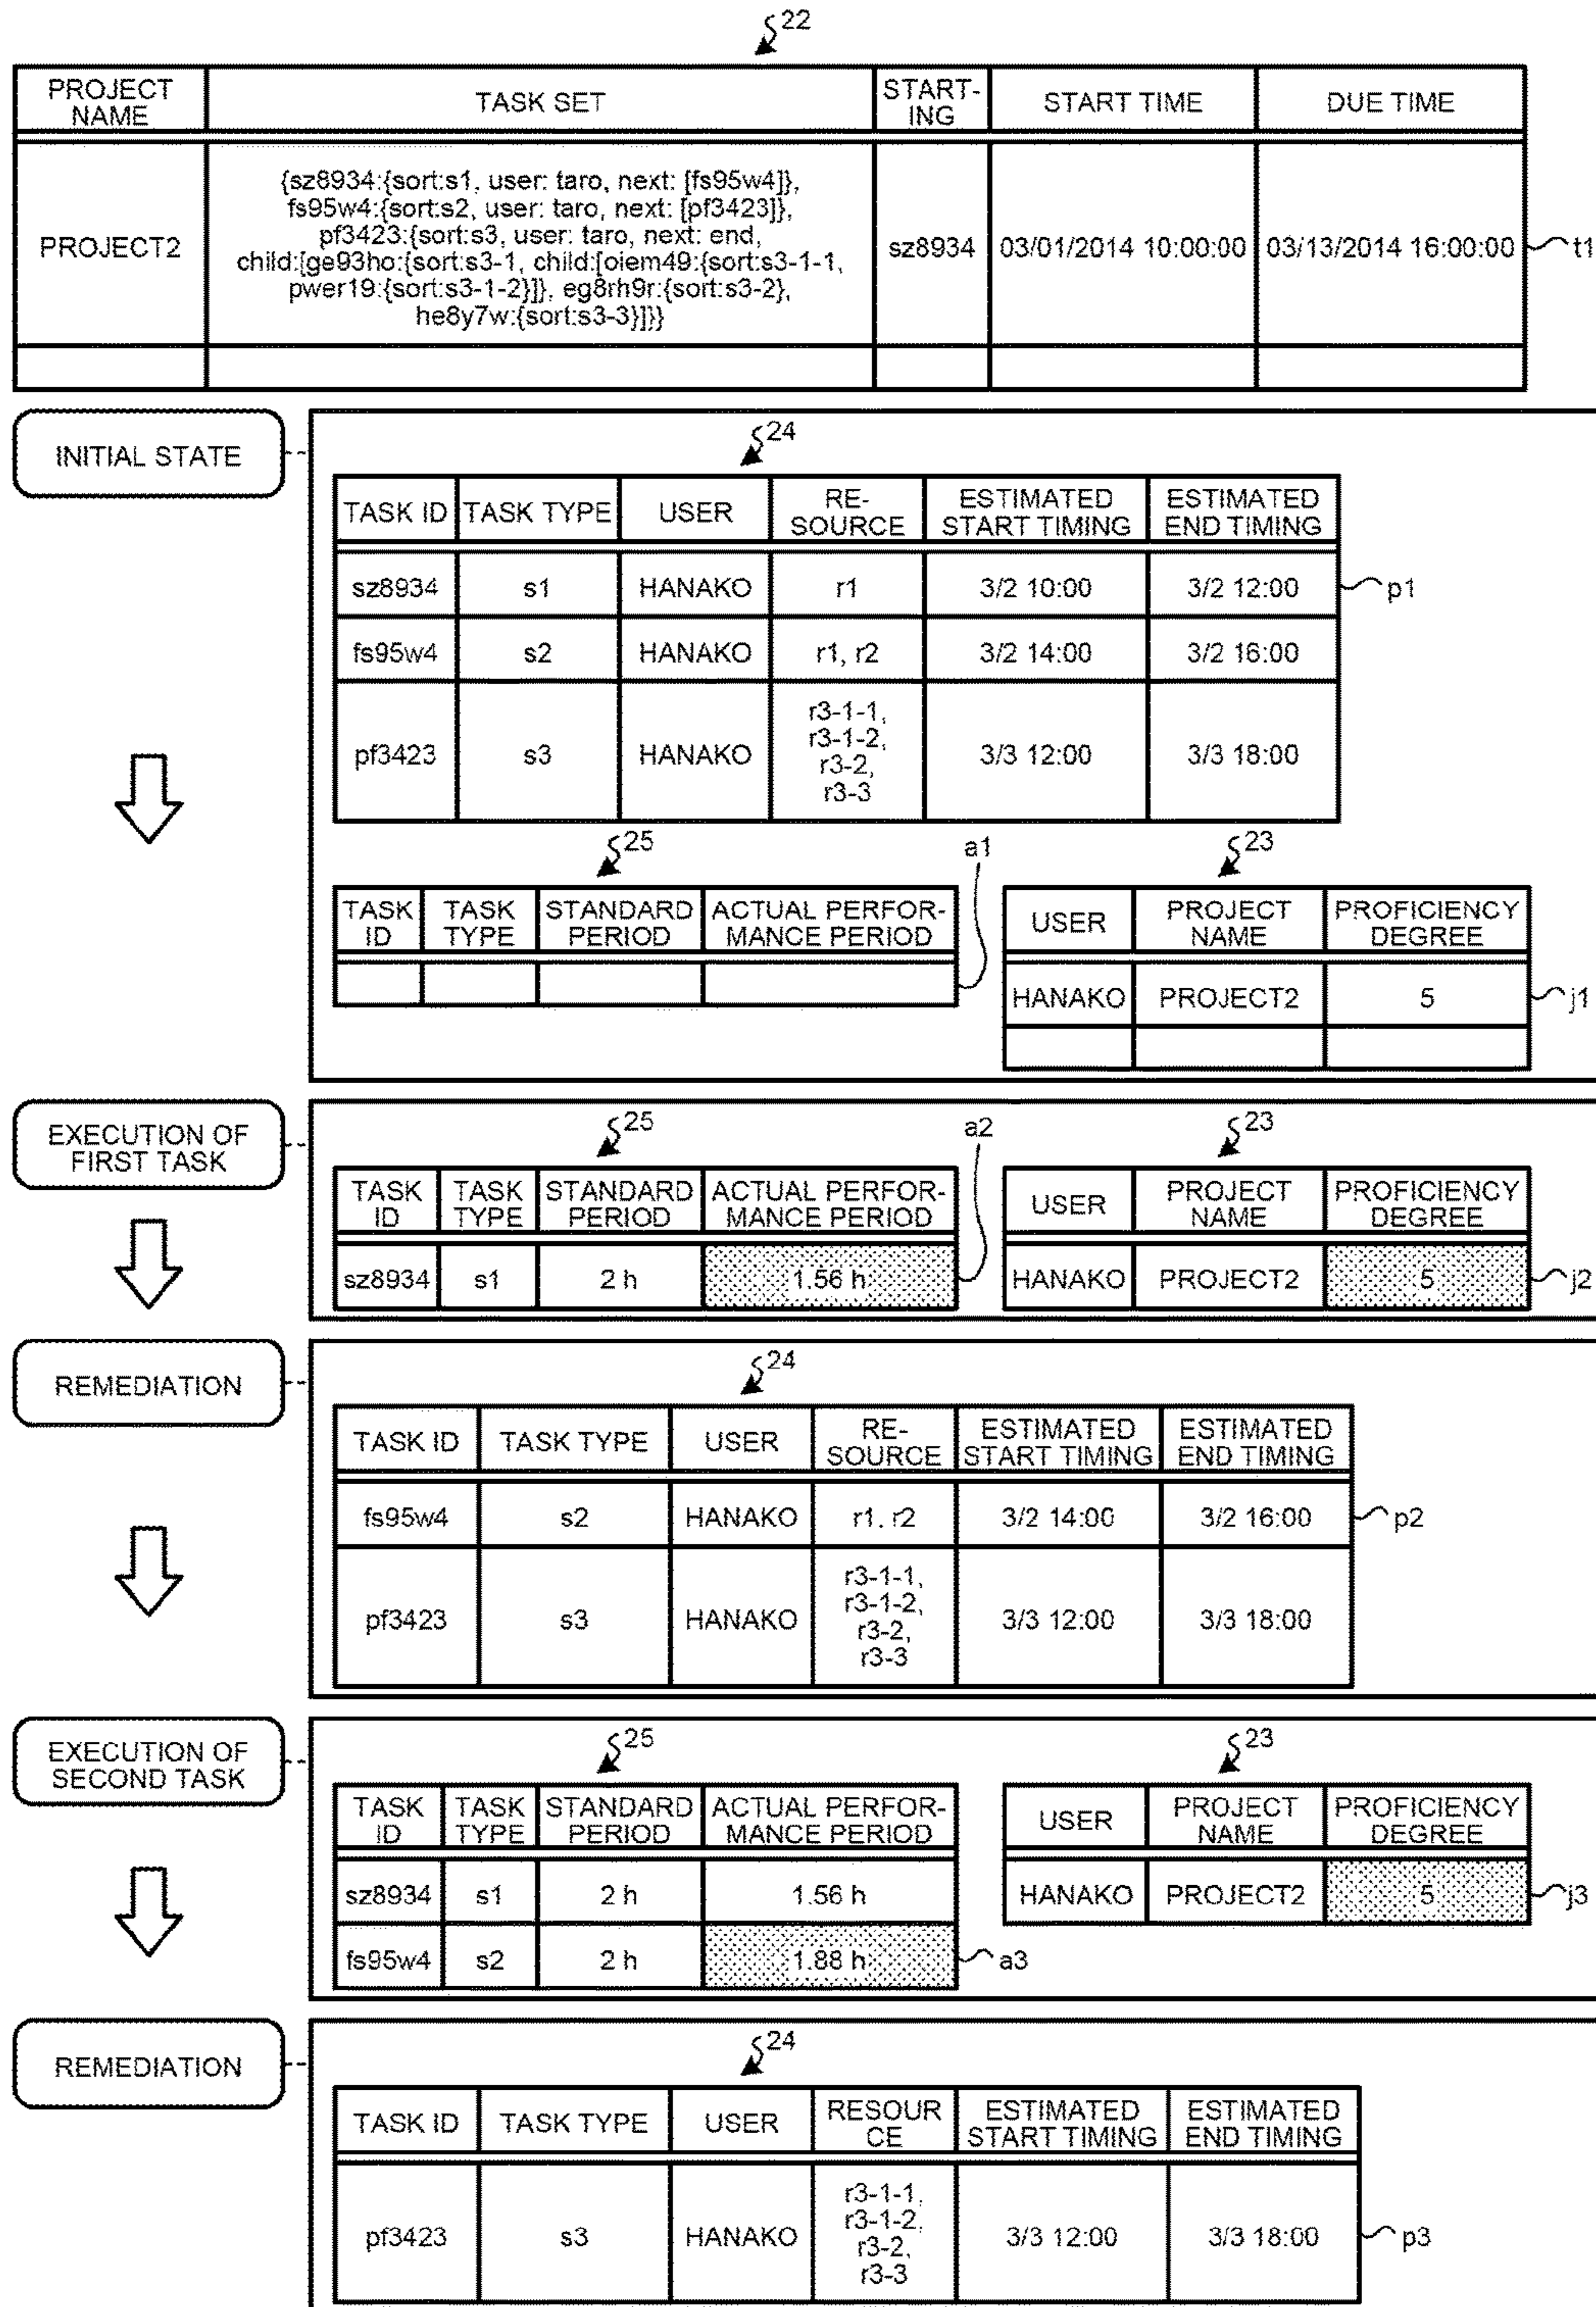 22
PROJECT NAME TASK SET START-ING START TIME DUE TIME
PROJECT2
{sz8934:{sort:s1, user: taro, next: [fs95w4]},
fs95w4:{sort:s2, user: taro, next: [pf3423]},
pf3423:{sort:s3, user: taro, next: end,
child:[ge93ho:{sort:s3-1, child:[oiem49:{sort:s3-1-1,
pwer19:{sort:s3-1-2}]}, eg8rh9r:{sort:s3-2},
he8y7w:{sort:s3-3}]}}
sz8934 03/01/2014 10:00:00 03/13/2014 16:00:00 t1
INITIAL STATE
24
TASK ID TASK TYPE USER RE-SOURCE ESTIMATED START TIMING ESTIMATED END TIMING
sz8934 s1 HANAKO r1 3/2 10:00 3/2 12:00 p1
fs95w4 s2 HANAKO r1, r2 3/2 14:00 3/2 16:00
pf3423 s3 HANAKO r3-1-1, r3-1-2, r3-2, r3-3 3/3 12:00 3/3 18:00
25 a1
TASK ID TASK TYPE STANDARD PERIOD ACTUAL PERFOR-MANCE PERIOD
23
USER PROJECT NAME PROFICIENCY DEGREE
HANAKO PROJECT2 5 j1
EXECUTION OF
FIRST TASK
25 a2
TASK ID TASK TYPE STANDARD PERIOD ACTUAL PERFOR-MANCE PERIOD
sz8934 s1 2 h 1.56 h
23
USER PROJECT NAME PROFICIENCY DEGREE
HANAKO PROJECT2 5 j2
REMEDIATION
24
TASK ID TASK TYPE USER RE-SOURCE ESTIMATED START TIMING ESTIMATED END TIMING
fs95w4 s2 HANAKO r1, r2 3/2 14:00 3/2 16:00 p2
pf3423 s3 HANAKO r3-1-1, r3-1-2, r3-2, r3-3 3/3 12:00 3/3 18:00
EXECUTION OF
SECOND TASK
25
TASK ID TASK TYPE STANDARD PERIOD ACTUAL PERFOR-MANCE PERIOD
sz8934 s1 2 h 1.56 h
fs95w4 s2 2 h 1.88 h a3
23
USER PROJECT NAME PROFICIENCY DEGREE
HANAKO PROJECT2 5 j3
REMEDIATION
24
TASK ID TASK TYPE USER RESOUR CE ESTIMATED START TIMING ESTIMATED END TIMING
pf3423 s3 HANAKO r3-1-1, r3-1-2, r3-2, r3-3 3/3 12:00 3/3 18:00 p3